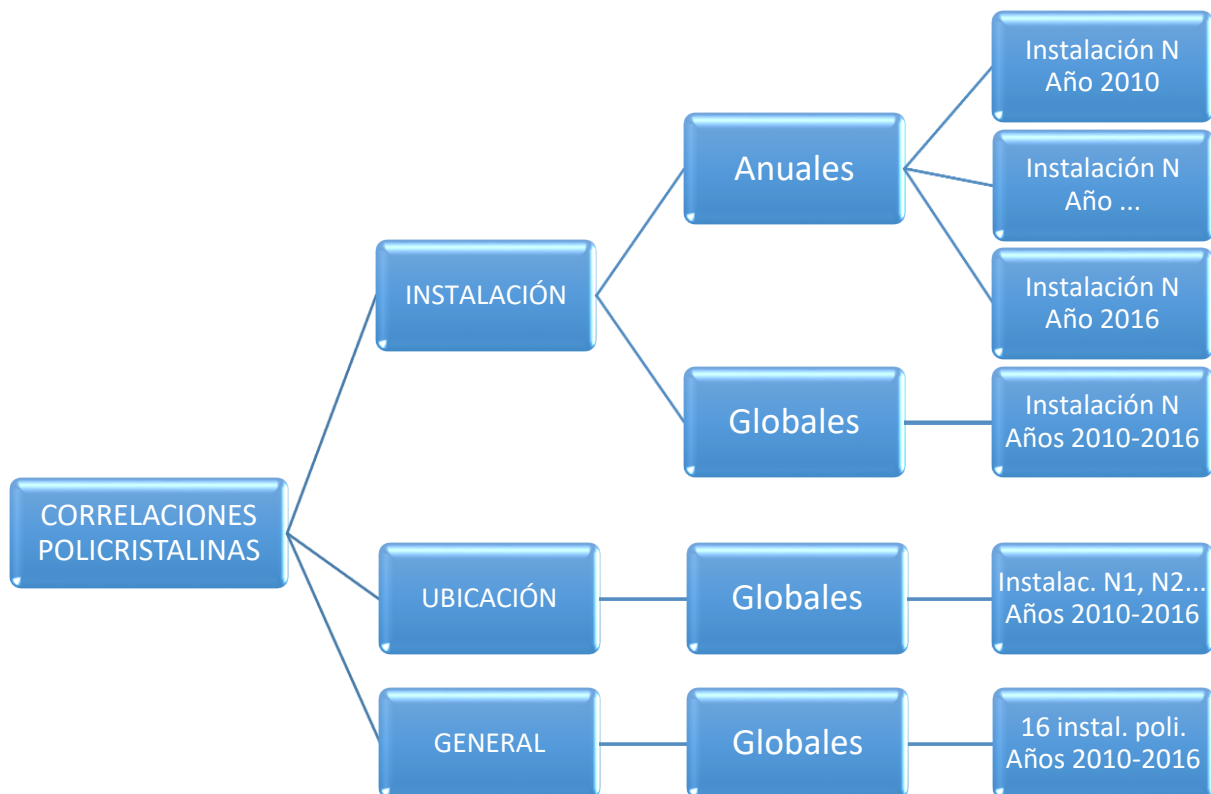 CORRELACIONES
POLICRISTALINAS
INSTALACIÓN
Anuales
Instalación N
Año 2010
Instalación N
Año ...
Instalación N
Año 2016
Globales
Instalación N
Años 2010-2016
UBICACIÓN
Globales
Instalac. N1, N2...
Años 2010-2016
GENERAL
Globales
16 instal. poli.
Años 2010-2016